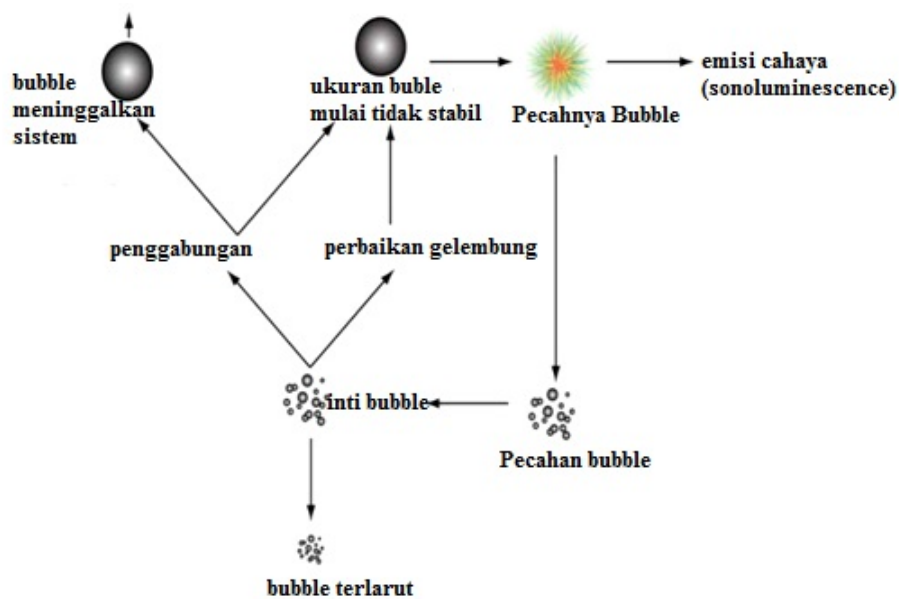 bubble
meninggalkan
sistem
ukuran buble
mulai tidak stabil
Pecahnya Bubble
emisi cahaya
(sonoluminescence)
penggabungan
perbaikan gelembung
inti bubble
Pecahan bubble
bubble terlarut